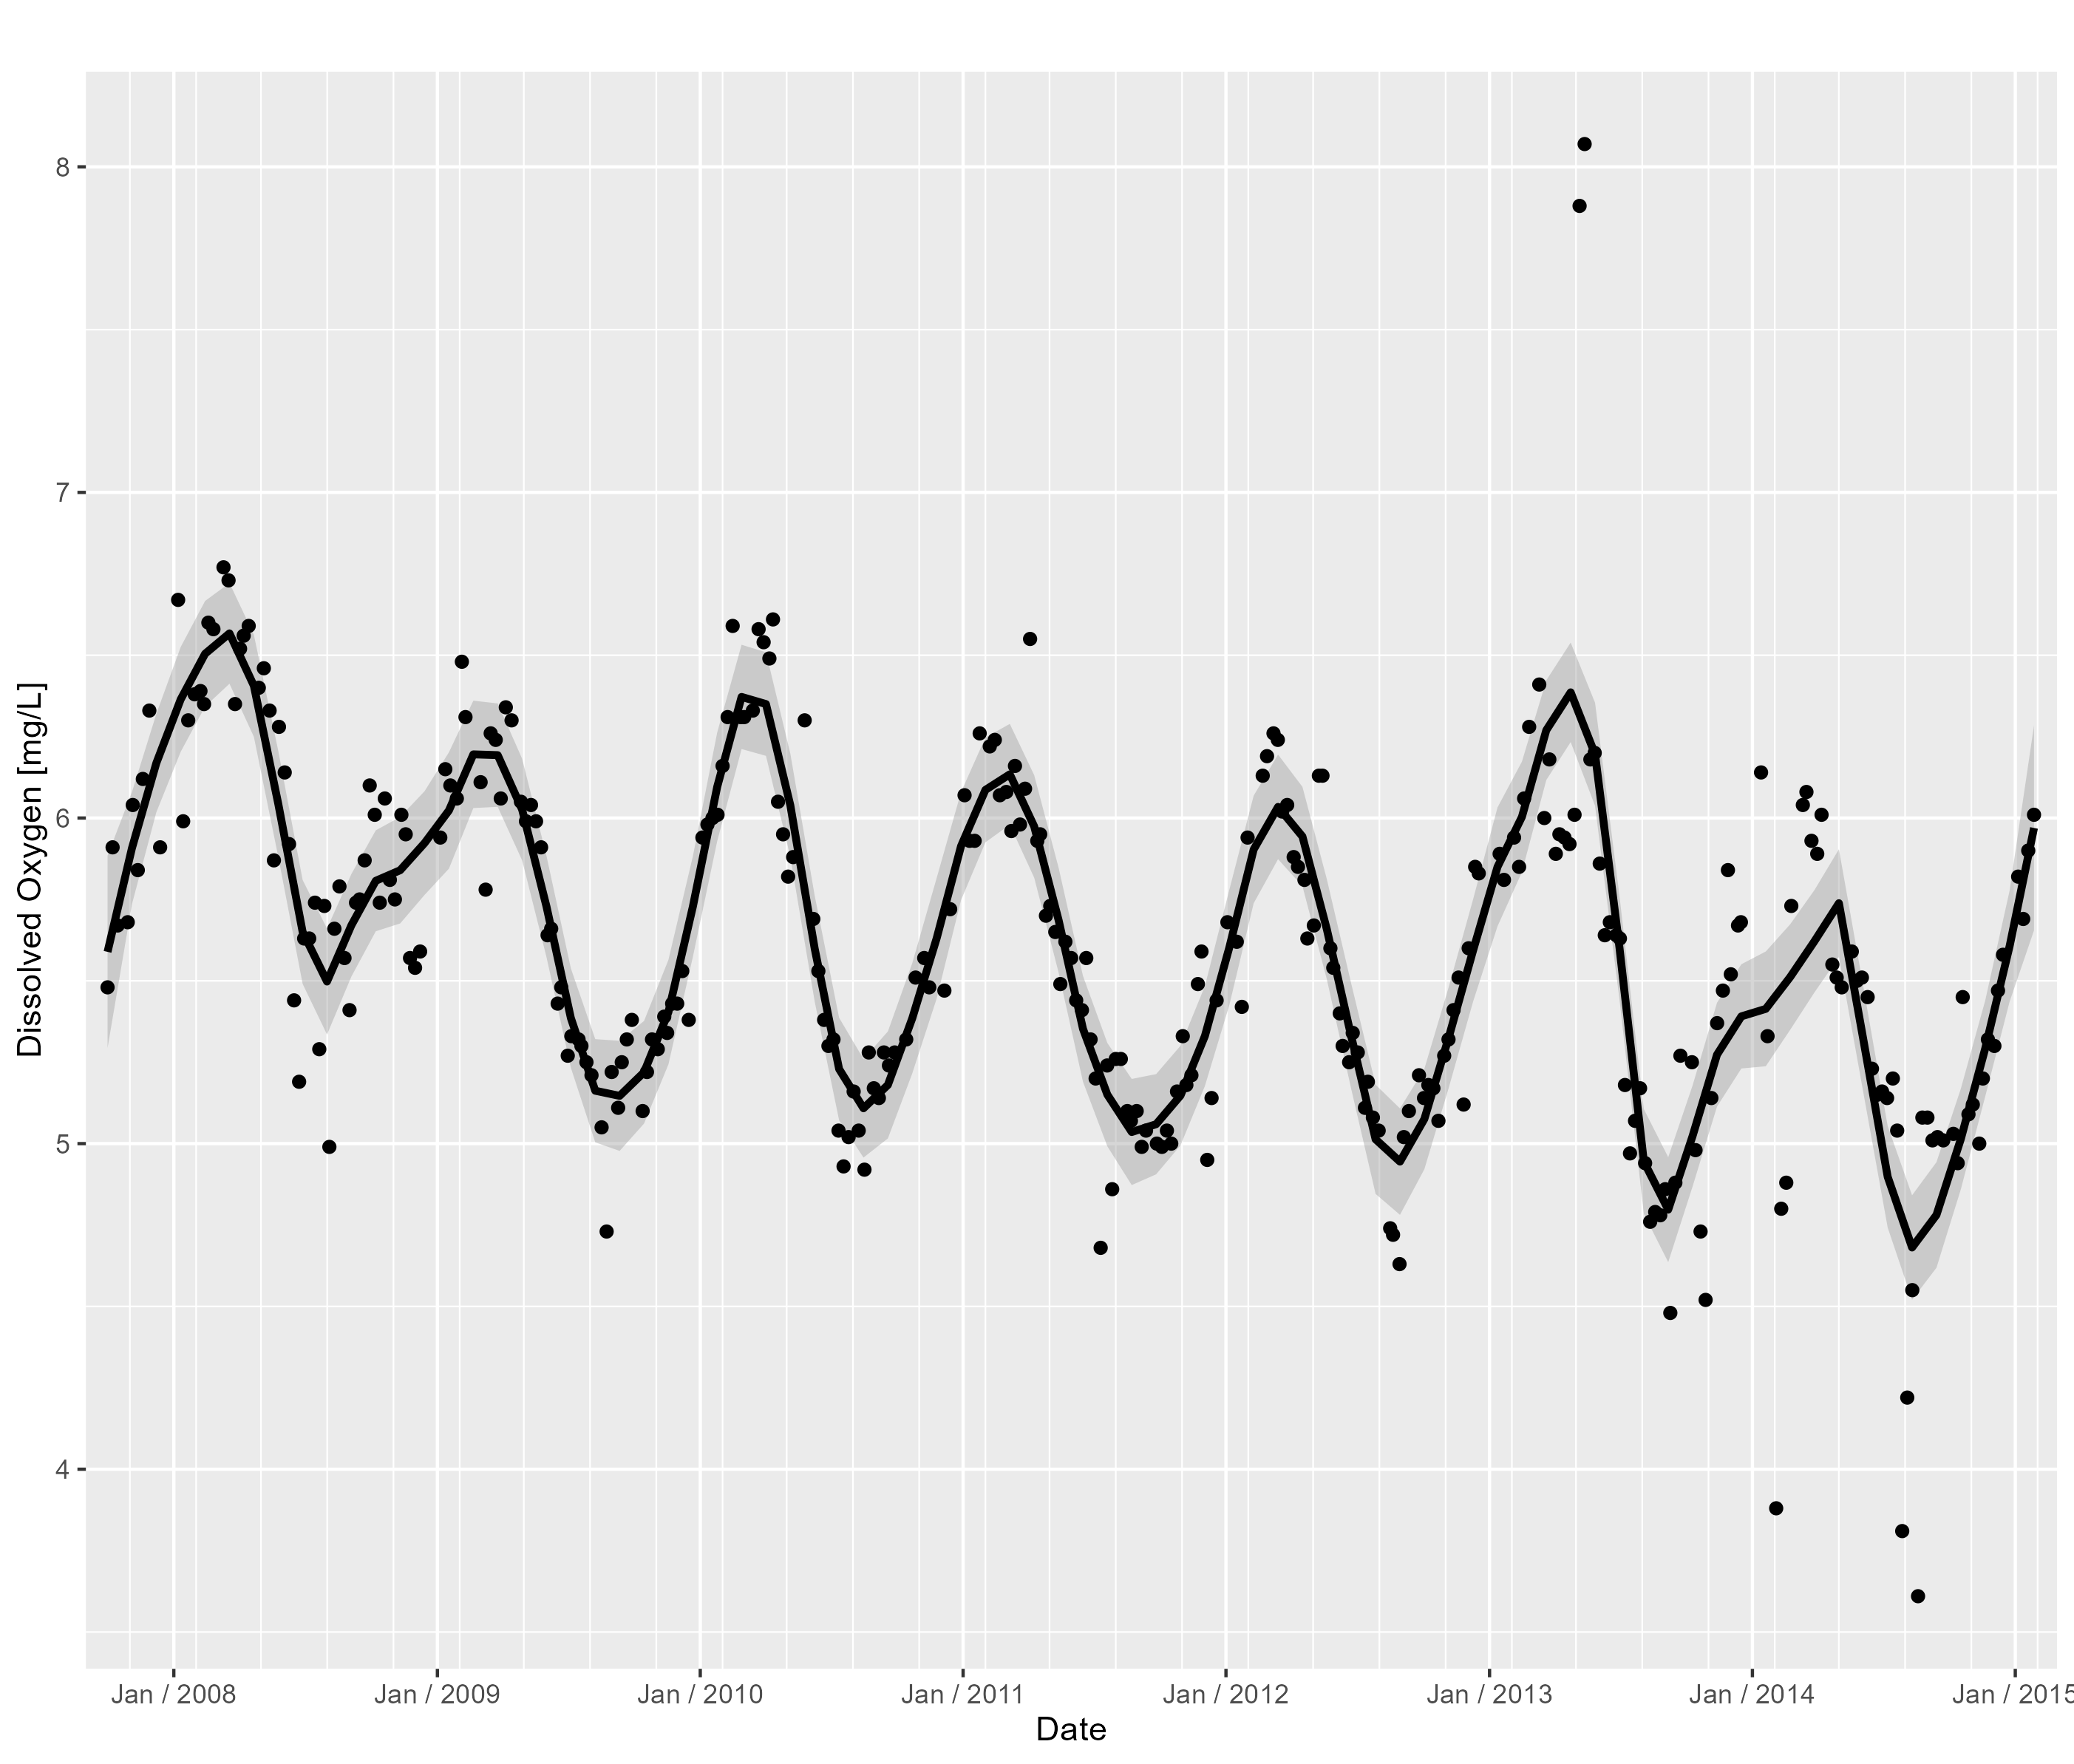 Dissolved Oxygen [mg/L]
8
7
6
5
4
Jan / 2008
Jan / 2009
Jan / 2010
Jan / 2011
Jan / 2012
Jan / 2013
Jan / 2014
Jan / 2015
Date